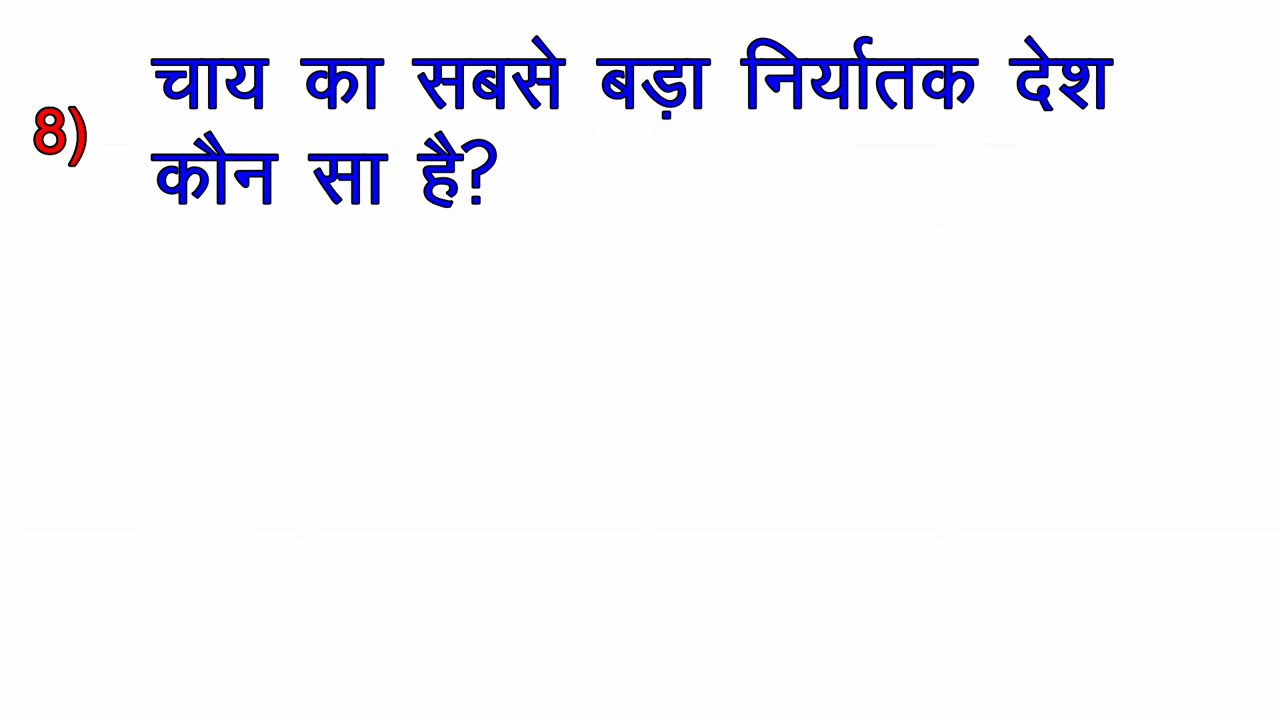 8) चाय का सबसे बड़ा निर्यातक देश
कौन सा है?